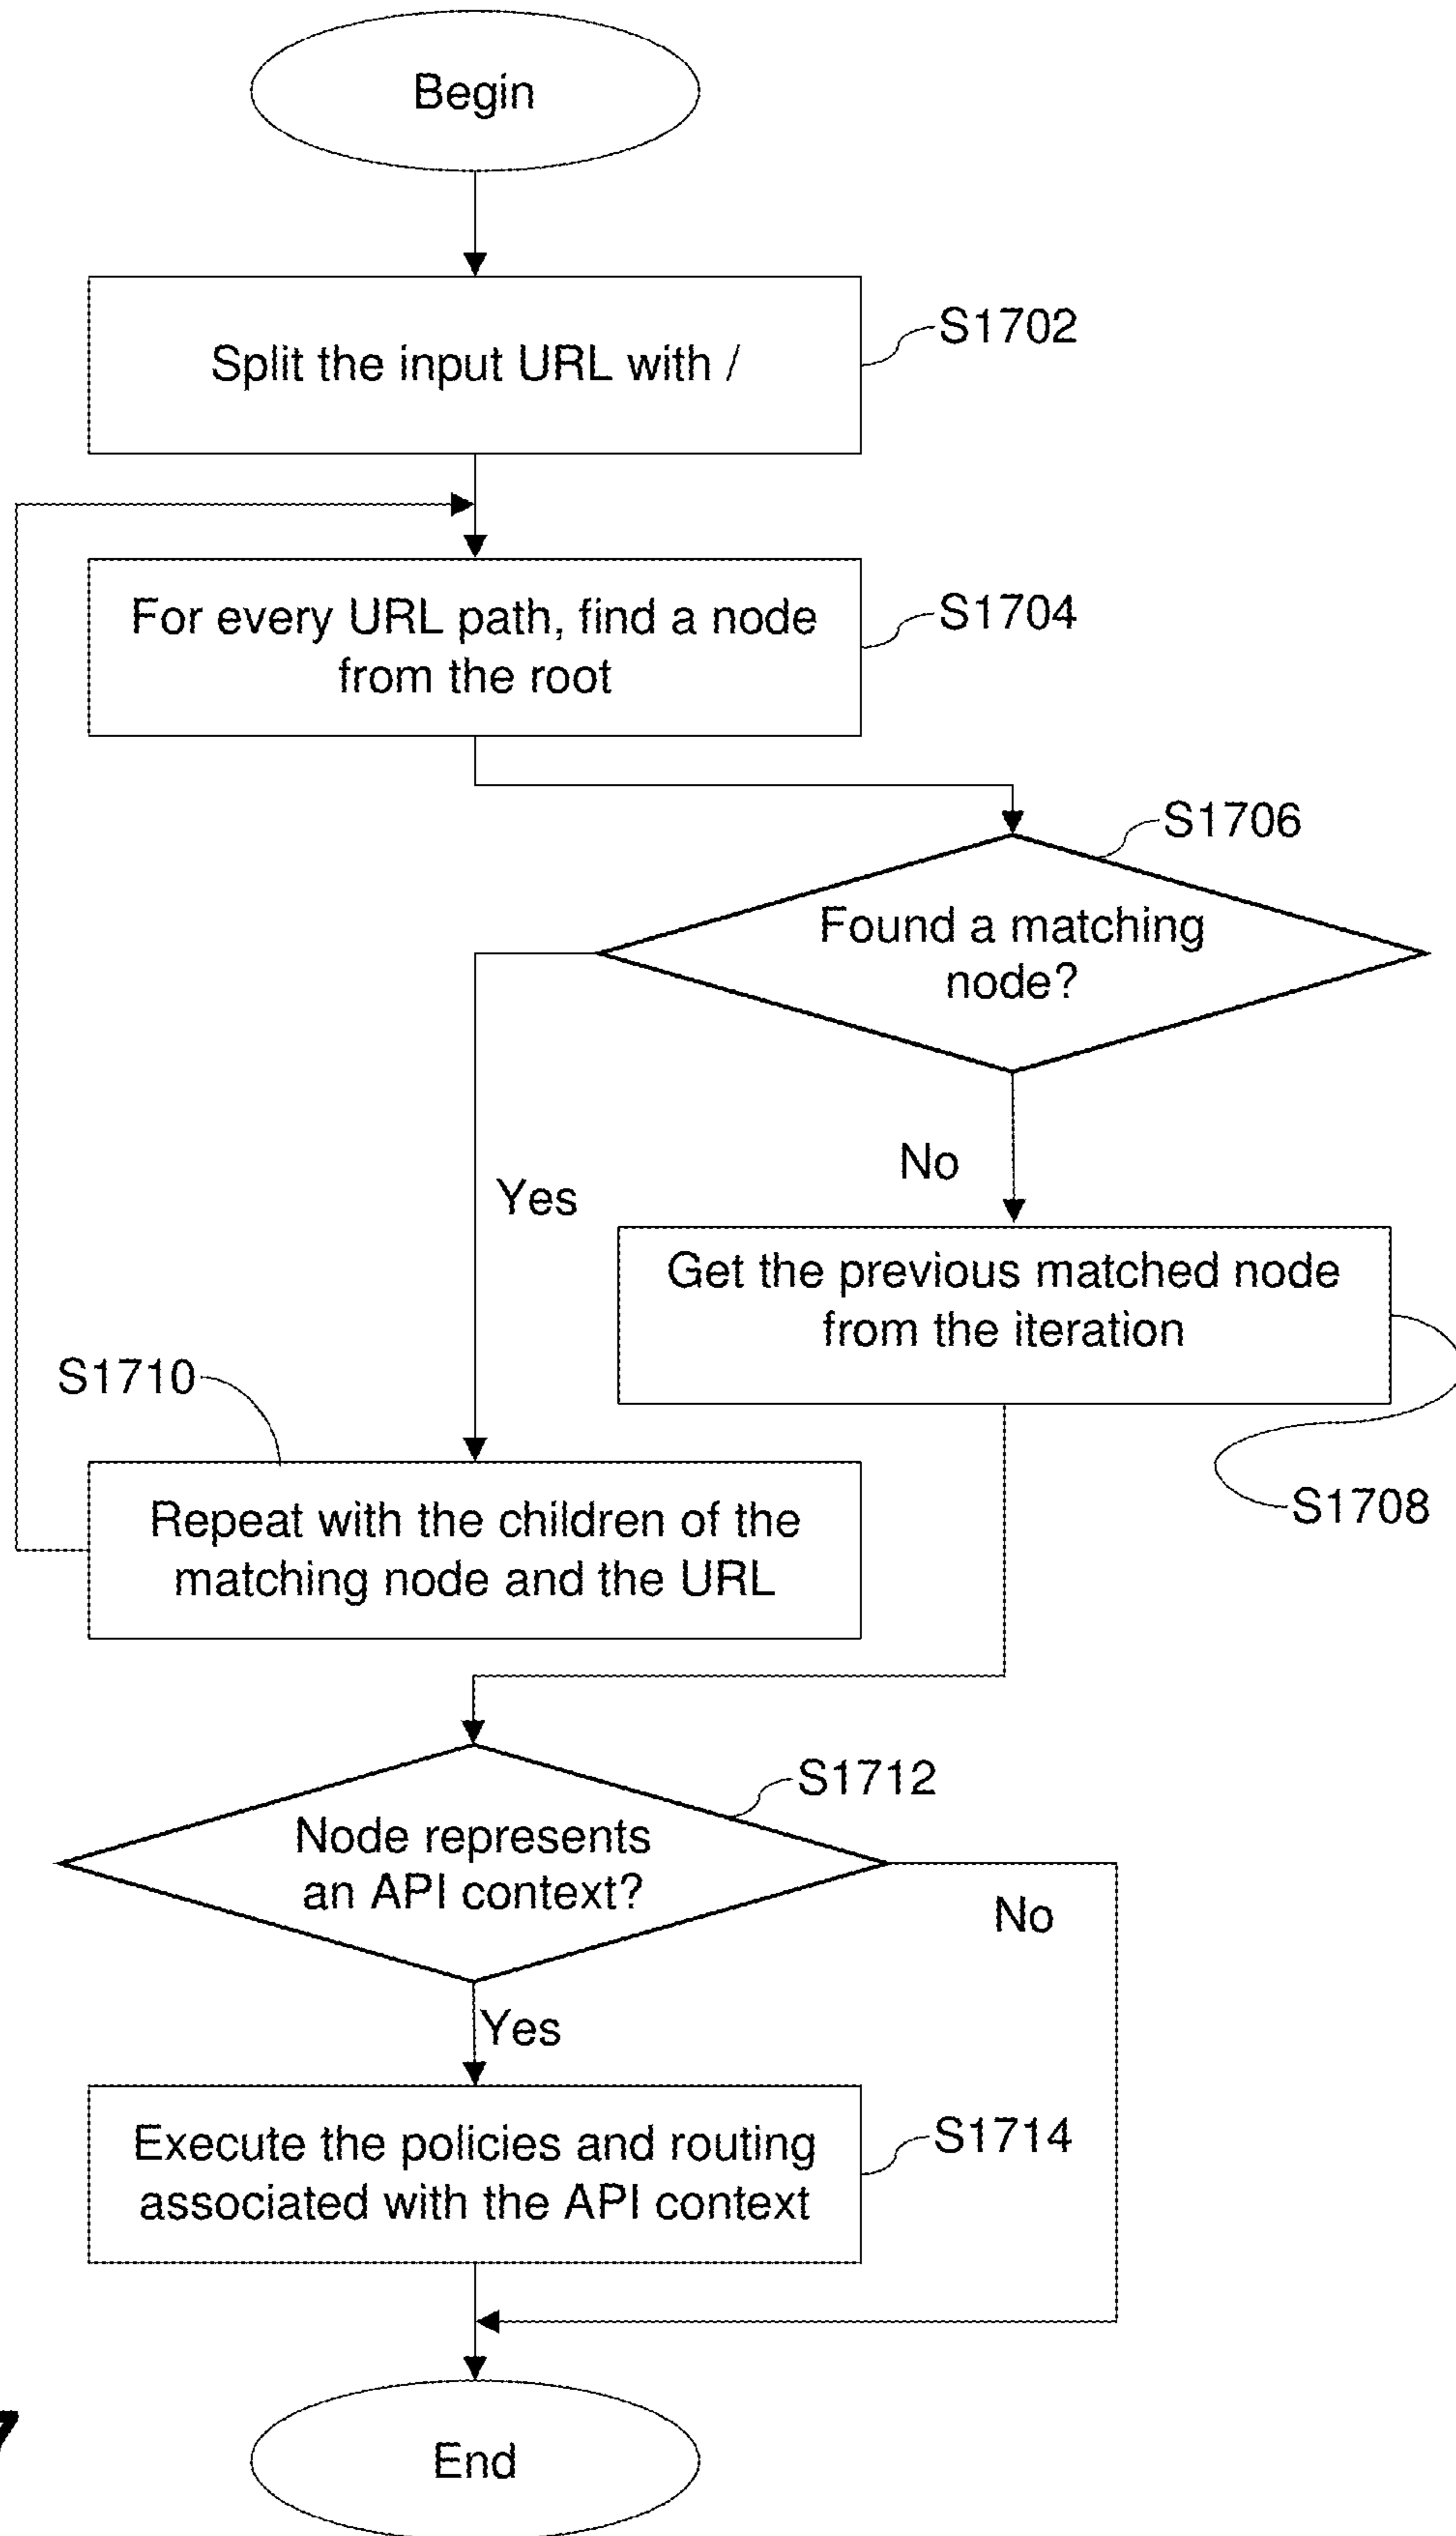 Begin
Split the input URL with /
S1702
For every URL path, find a node
from the root
S1704
S1706
Found a matching
node?
No
Yes
Get the previous matched node
from the iteration
S1710
S1708
Repeat with the children of the
matching node and the URL
S1712
Node represents
an API context?
No
Yes
Execute the policies and routing
associated with the API context
S1714
7
End